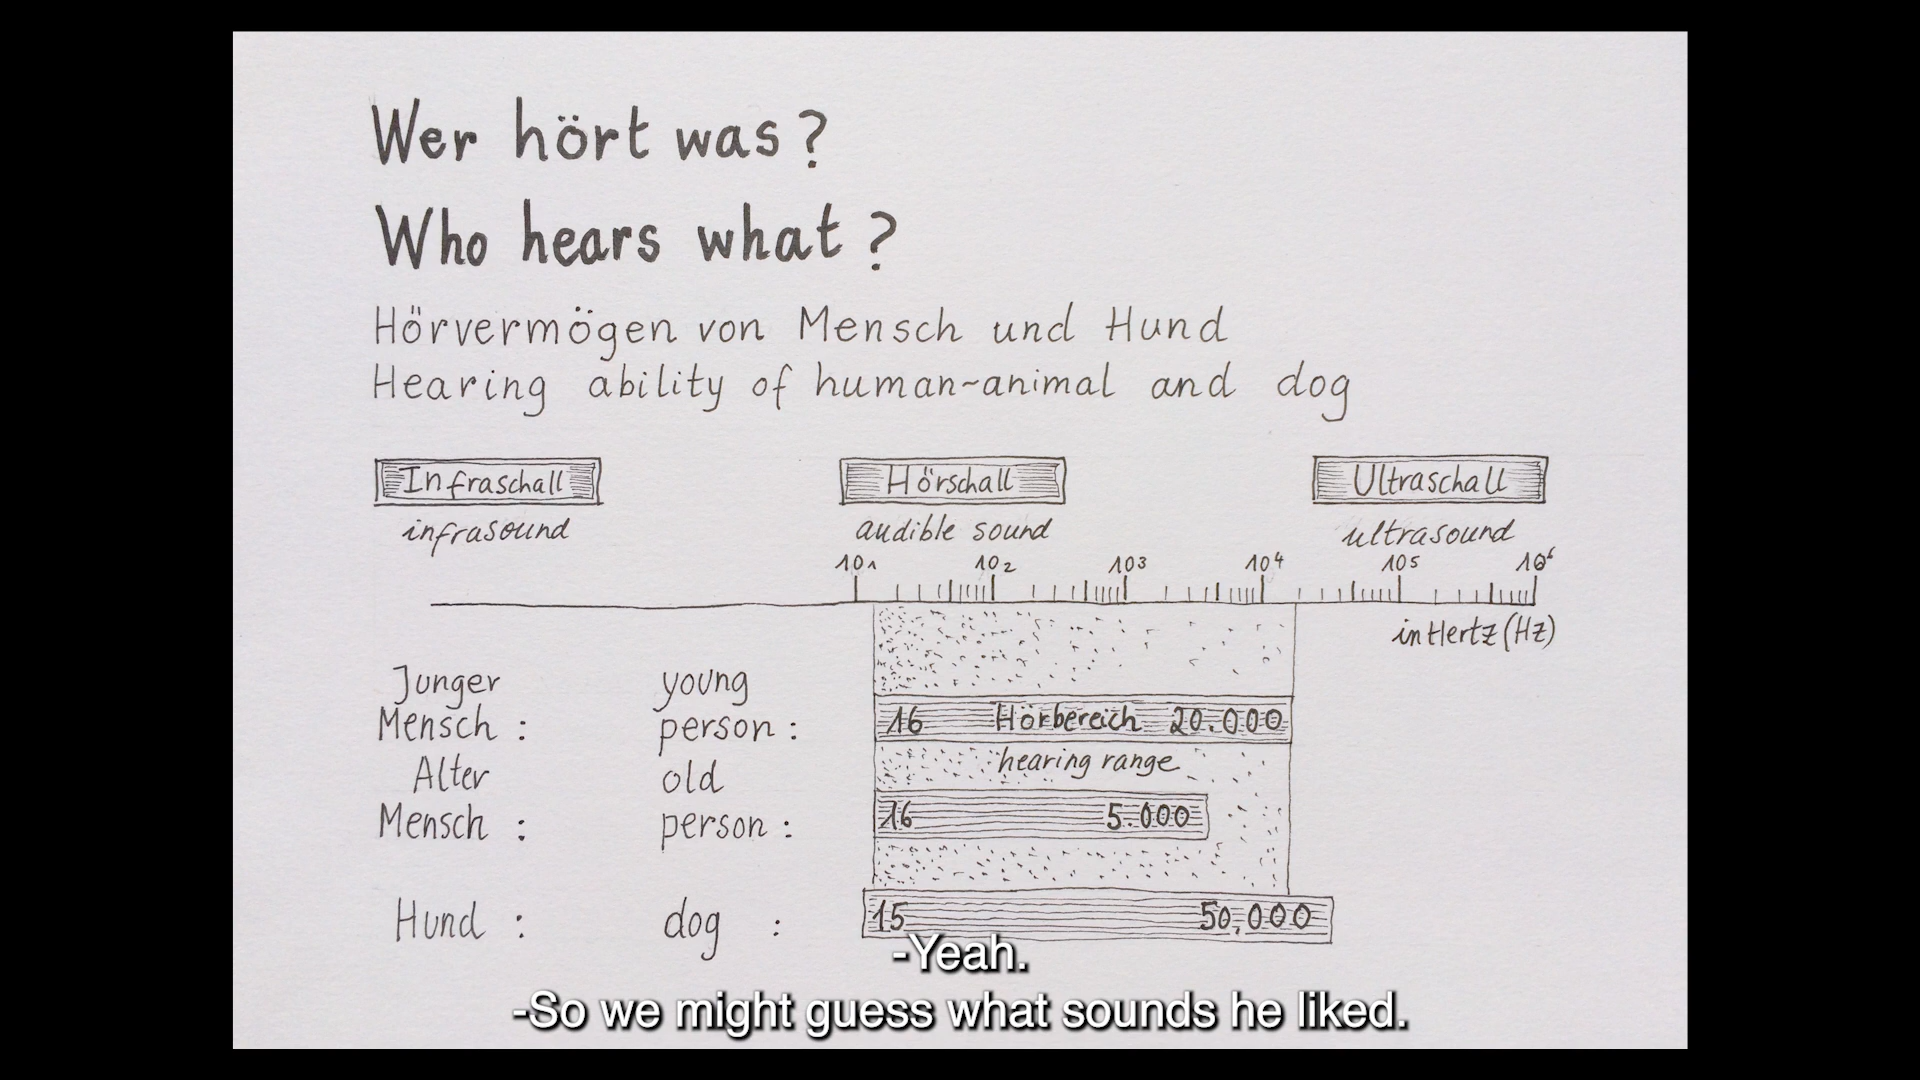 Wer hört was?
Who hears what?
Hörvermögen von Mensch und Hund
Hearing ability of human-animal and dog
Infraschall Hörschall Ultraschall
infrasound audible sound ultrasound
10¹ 10² 10³ 10⁴ 10⁵ 10⁶
in Hertz (Hz)
Junger young
Mensch : person : 16 Hörbereich 20.000
hearing range
Alter old
Mensch : person : 16 5.000
Hund : dog : 15 50,000
-Yeah.
-So we might guess what sounds he liked.